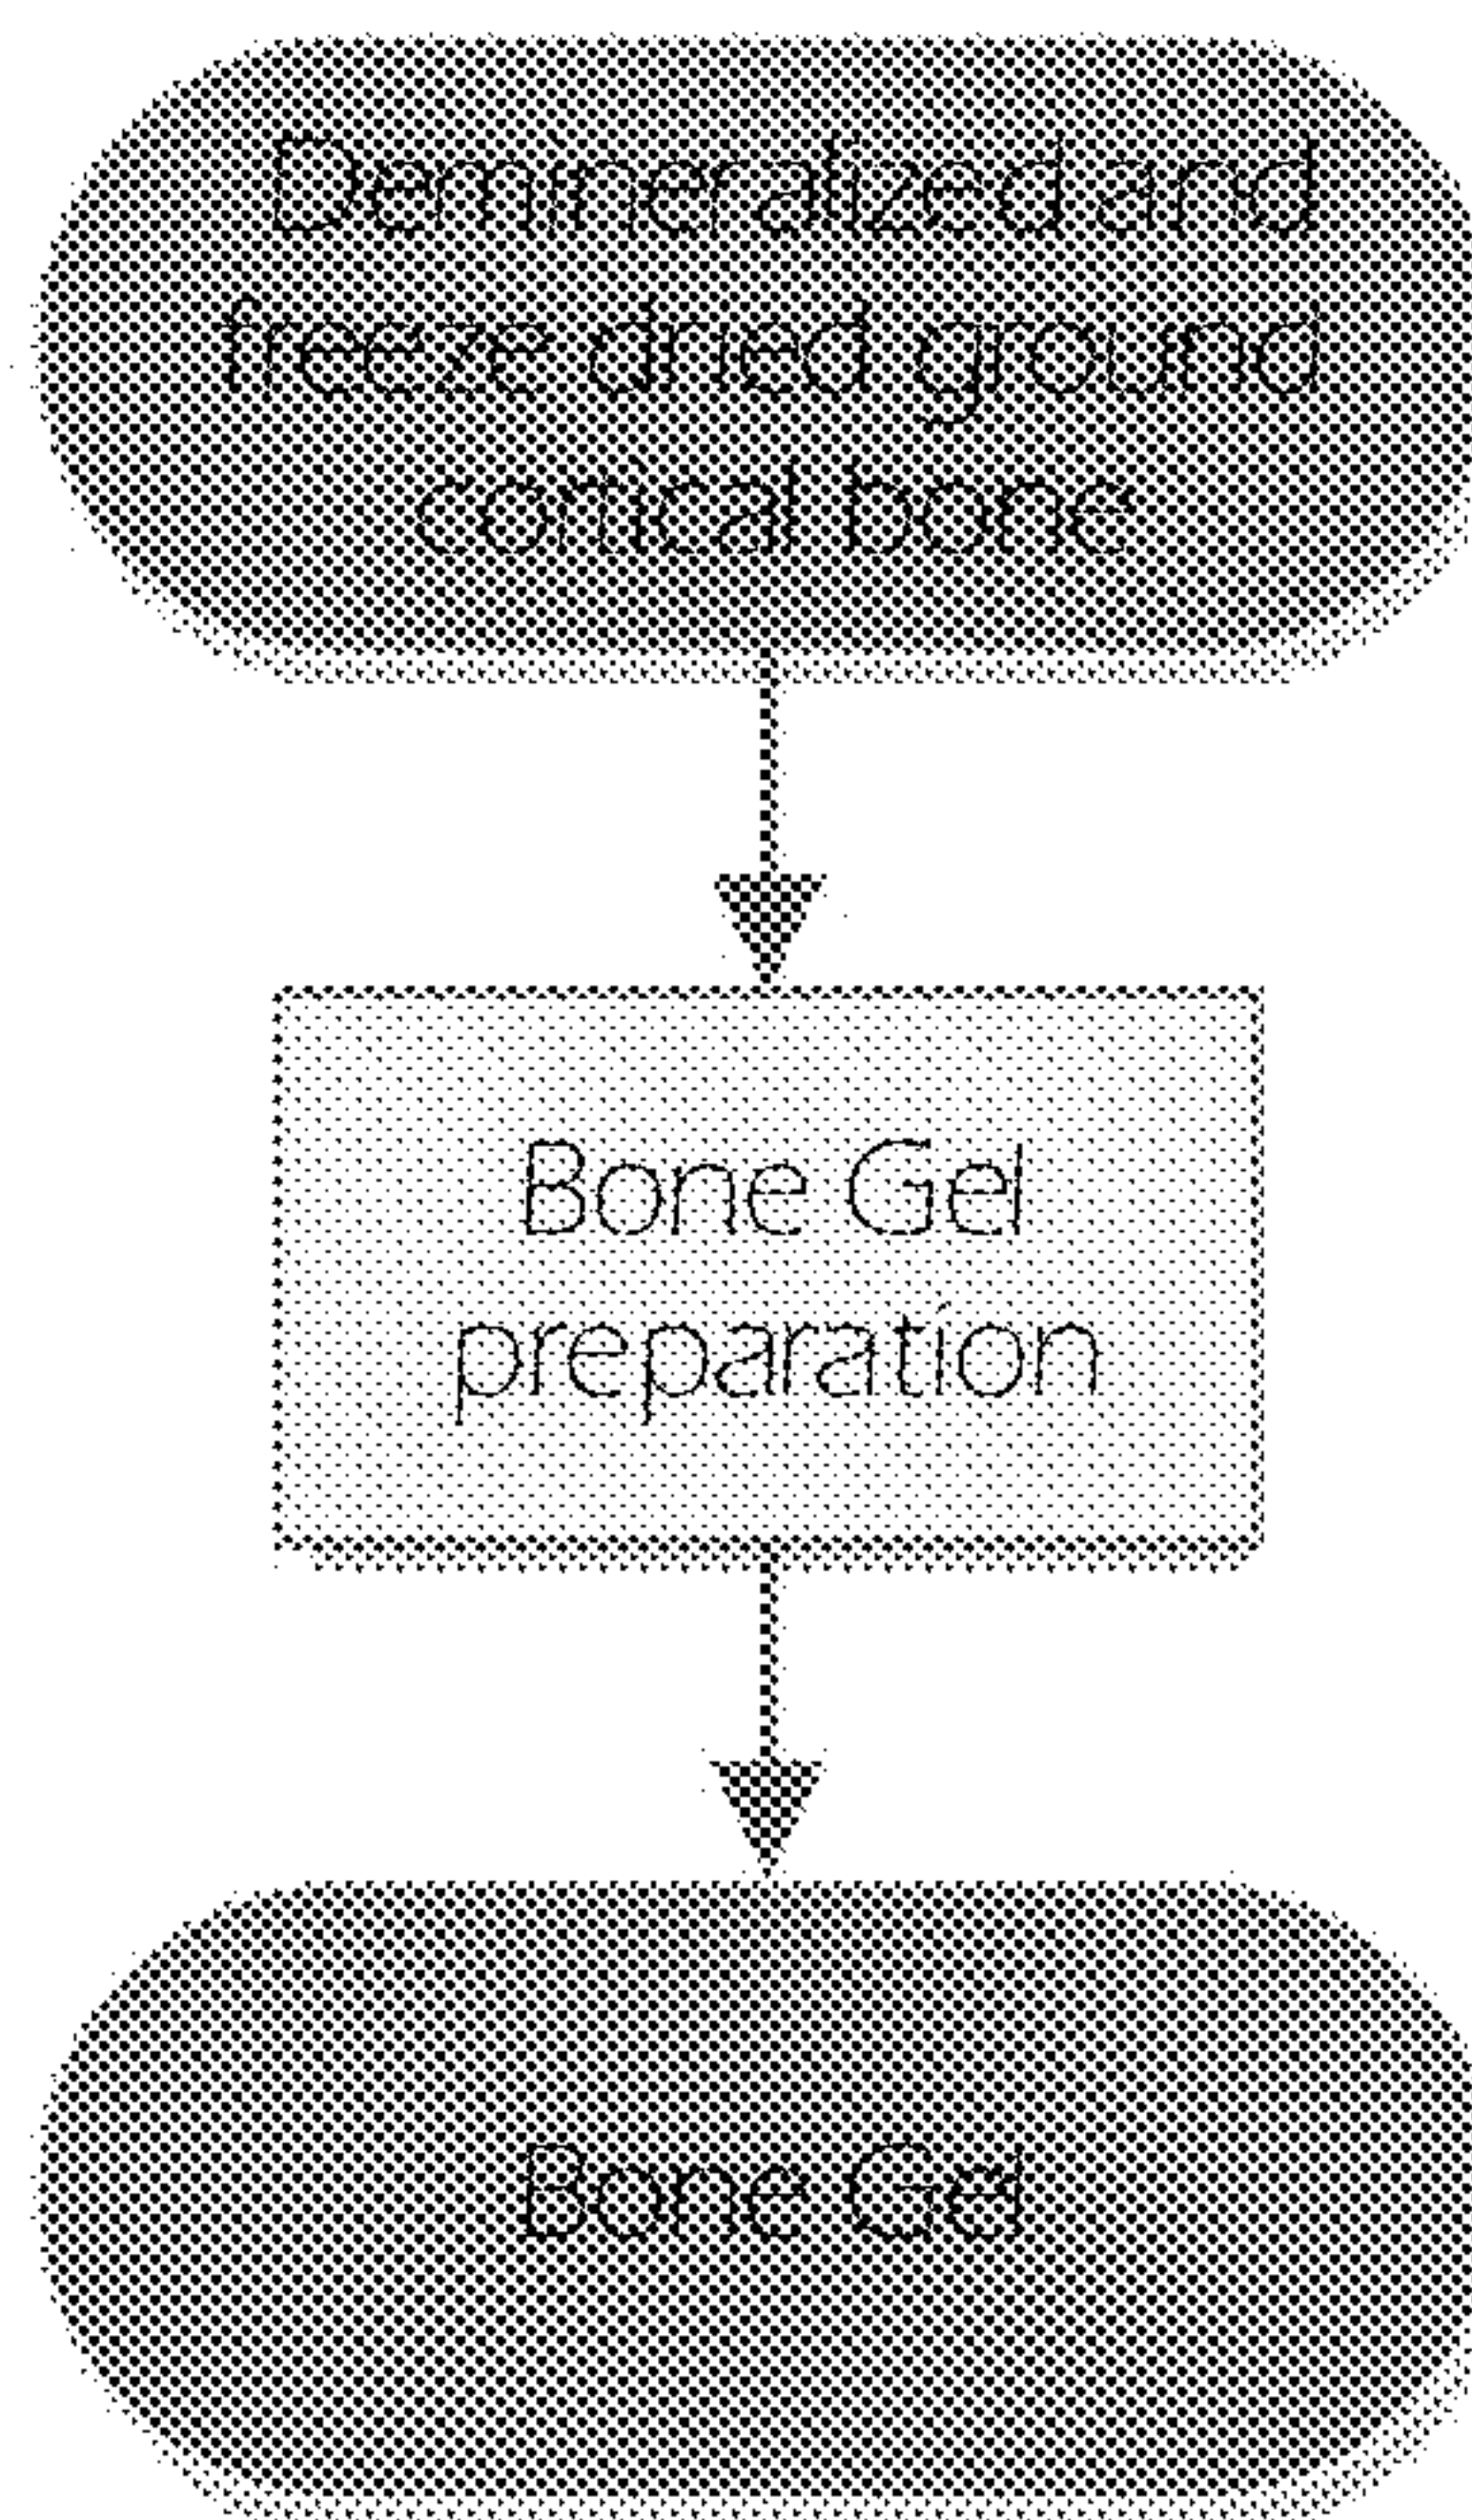 Demineralized and
freeze dried ground
cortical bone
Bone Gel
preparation
Bone Gel